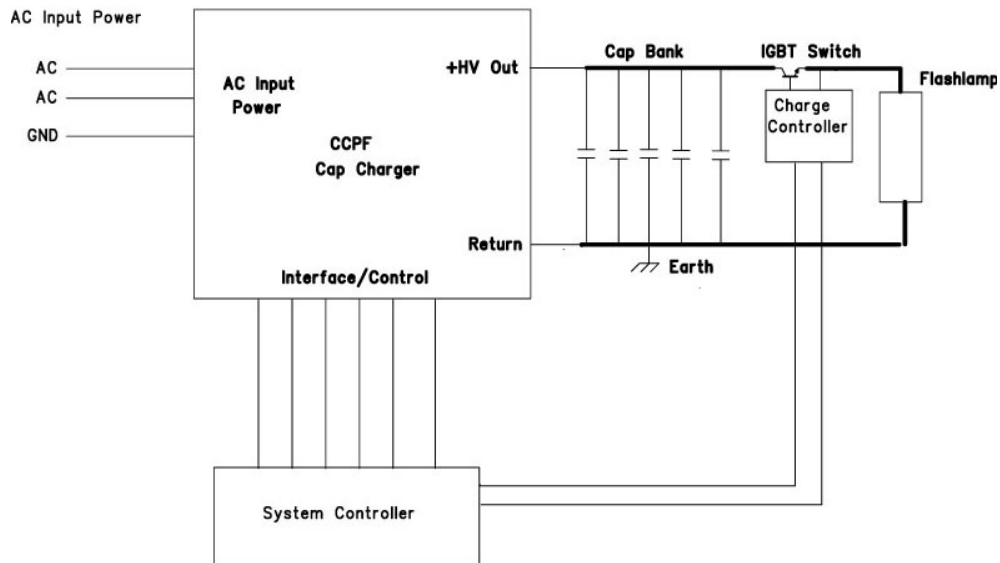 AC Input Power
AC
AC
GND
AC Input
Power
CCPF
Cap Charger
+HV Out
Return
Interface/Control
Cap Bank
IGBT Switch
Flashlamp
Charge
Controller
Earth
System Controller